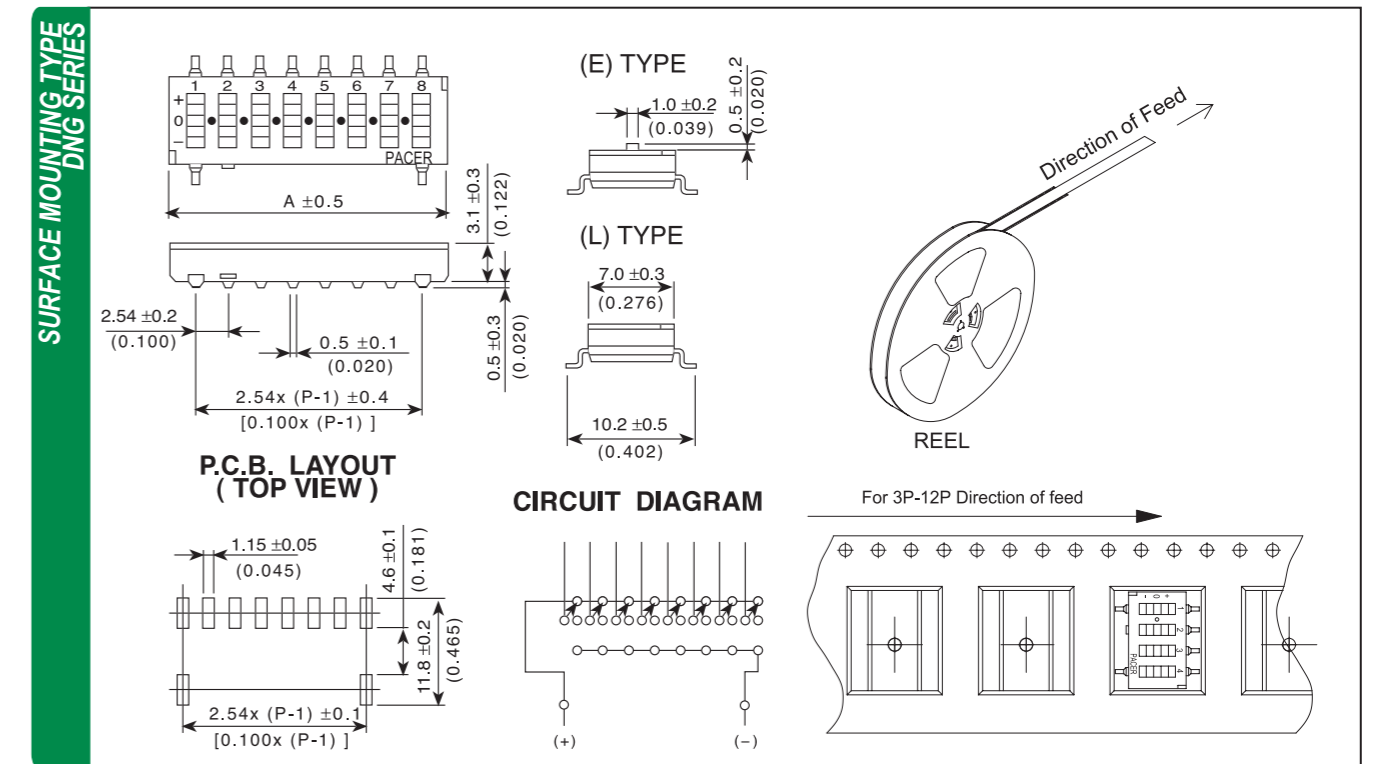 SURFACE MOUNTING TYPE
DNG SERIES
1 2 3 4 5 6 7 8
+
0
−
PACER
A ±0.5
3.1 ±0.3
(0.122)
2.54 ±0.2
(0.100)
0.5 ±0.1
(0.020)
0.5 ±0.3
(0.020)
2.54x (P-1) ±0.4
[0.100x (P-1) ]
(E) TYPE
1.0 ±0.2
(0.039)
0.5 ±0.2
(0.020)
(L) TYPE
7.0 ±0.3
(0.276)
10.2 ±0.5
(0.402)
Direction of Feed
REEL
P.C.B. LAYOUT
( TOP VIEW )
1.15 ±0.05
(0.045)
4.6 ±0.1
(0.181)
11.8 ±0.2
(0.465)
2.54x (P-1) ±0.1
[0.100x (P-1) ]
CIRCUIT DIAGRAM
(+)
(−)
For 3P-12P Direction of feed
− 0 +
1
2
3
4
PACER